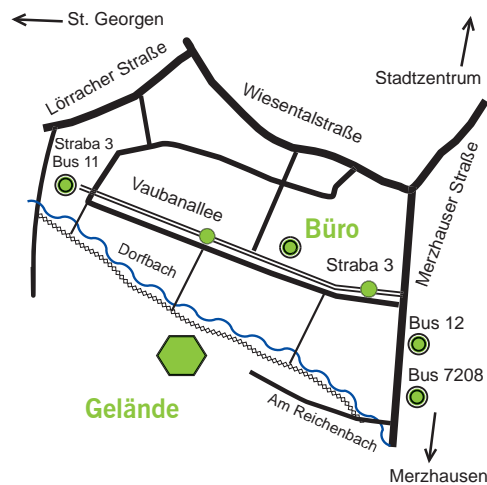 St. Georgen
Stadtzentrum
Lörracher Straße
Wiesentalstraße
Merzhauser Straße
Straba 3
Bus 11
Vaubanallee
Büro
Dorfbach
Straba 3
Bus 12
Bus 7208
Gelände
Am Reichenbach
Merzhausen